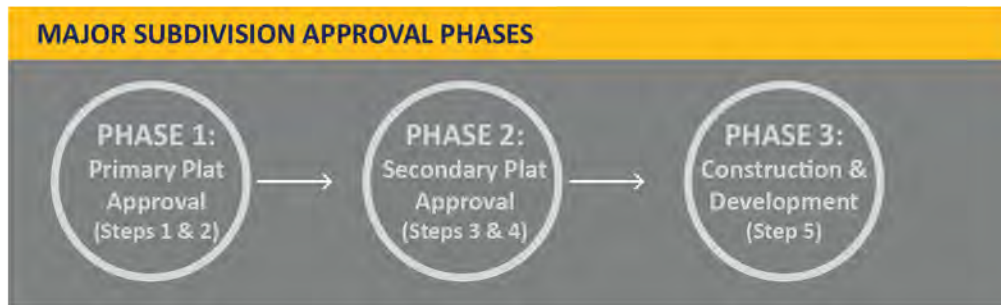 MAJOR SUBDIVISION APPROVAL PHASES
PHASE 1:
Primary Plat
Approval
(Steps 1 & 2)
PHASE 2:
Secondary Plat
Approval
(Steps 3 & 4)
PHASE 3:
Construction &
Development
(Step 5)